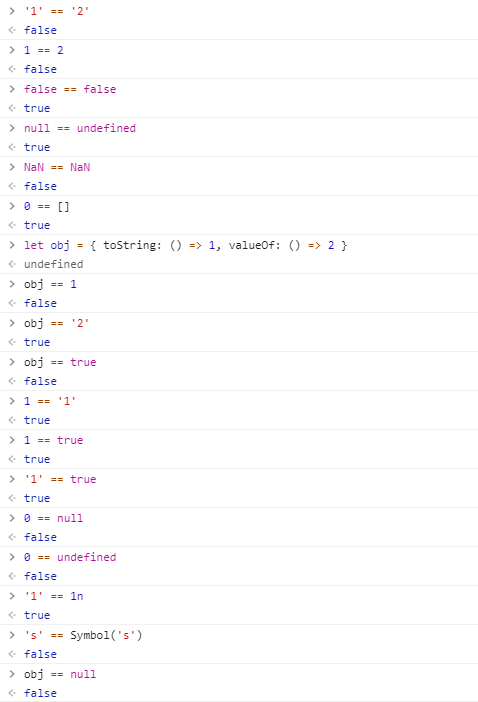 > '1' == '2'
<· false
> 1 == 2
<· false
> false == false
<· true
> null == undefined
<· true
> NaN == NaN
<· false
> 0 == []
<· true
> let obj = { toString: () => 1, valueOf: () => 2 }
<· undefined
> obj == 1
<· false
> obj == '2'
<· true
> obj == true
<· false
> 1 == '1'
<· true
> 1 == true
<· true
> '1' == true
<· true
> 0 == null
<· false
> 0 == undefined
<· false
> '1' == 1n
<· true
> 's' == Symbol('s')
<· false
> obj == null
<· false